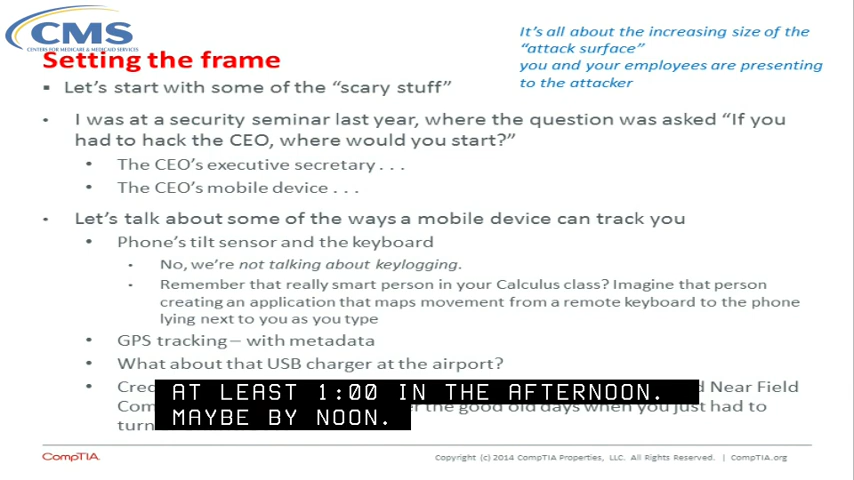 CMS
CENTERS FOR MEDICARE & MEDICAID SERVICES
Setting the frame
It's all about the increasing size of the
"attack surface"
you and your employees are presenting
to the attacker
▪ Let's start with some of the "scary stuff"
• I was at a security seminar last year, where the question was asked "If you
had to hack the CEO, where would you start?"
• The CEO's executive secretary . . .
• The CEO's mobile device . . .
• Let's talk about some of the ways a mobile device can track you
• Phone's tilt sensor and the keyboard
• No, we're not talking about keylogging.
• Remember that really smart person in your Calculus class? Imagine that person
creating an application that maps movement from a remote keyboard to the phone
lying next to you as you type
• GPS tracking – with metadata
• What about that USB charger at the airport?
• Near Field
the good old days when you just had to
AT LEAST 1:00 IN THE AFTERNOON.
MAYBE BY NOON.
CompTIA.
Copyright (c) 2014 CompTIA Properties, LLC. All Rights Reserved. | CompTIA.org